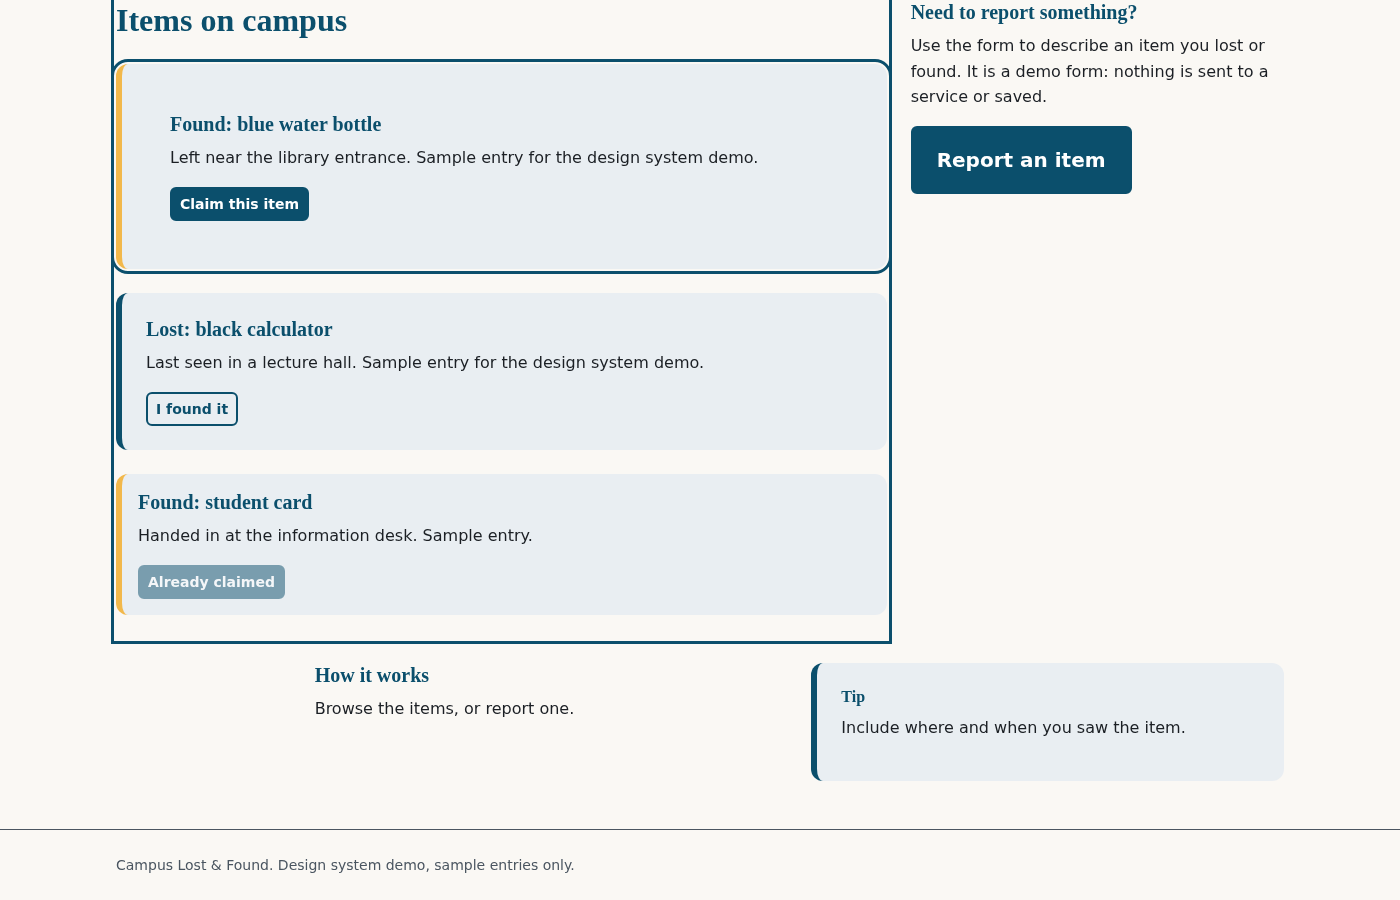 Items on campus
Found: blue water bottle
Left near the library entrance. Sample entry for the design system demo.
Claim this item
Lost: black calculator
Last seen in a lecture hall. Sample entry for the design system demo.
I found it
Found: student card
Handed in at the information desk. Sample entry.
Already claimed
Need to report something?
Use the form to describe an item you lost or
found. It is a demo form: nothing is sent to a
service or saved.
Report an item
How it works
Browse the items, or report one.
Tip
Include where and when you saw the item.
Campus Lost & Found. Design system demo, sample entries only.